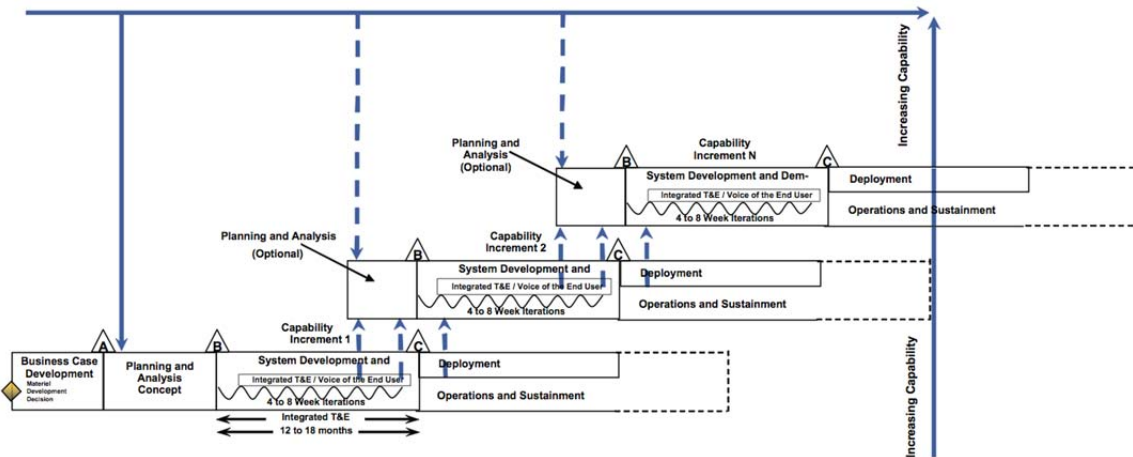 Increasing Capability
Planning and
Analysis
(Optional)
B
Capability
Increment N
C
System Development and Dem-
Integrated T&E / Voice of the End User
4 to 8 Week Iterations
Deployment
Operations and Sustainment
Planning and Analysis
(Optional)
B
Capability
Increment 2
C
System Development and
Integrated T&E / Voice of the End User
4 to 8 Week Iterations
Deployment
Operations and Sustainment
Capability
Increment 1
A
B
C
Business Case
Development
Materiel
Development
Decision
Planning and
Analysis
Concept
System Development and
Integrated T&E / Voice of the End User
4 to 8 Week Iterations
Deployment
Operations and Sustainment
Integrated T&E
12 to 18 months
Increasing Capability